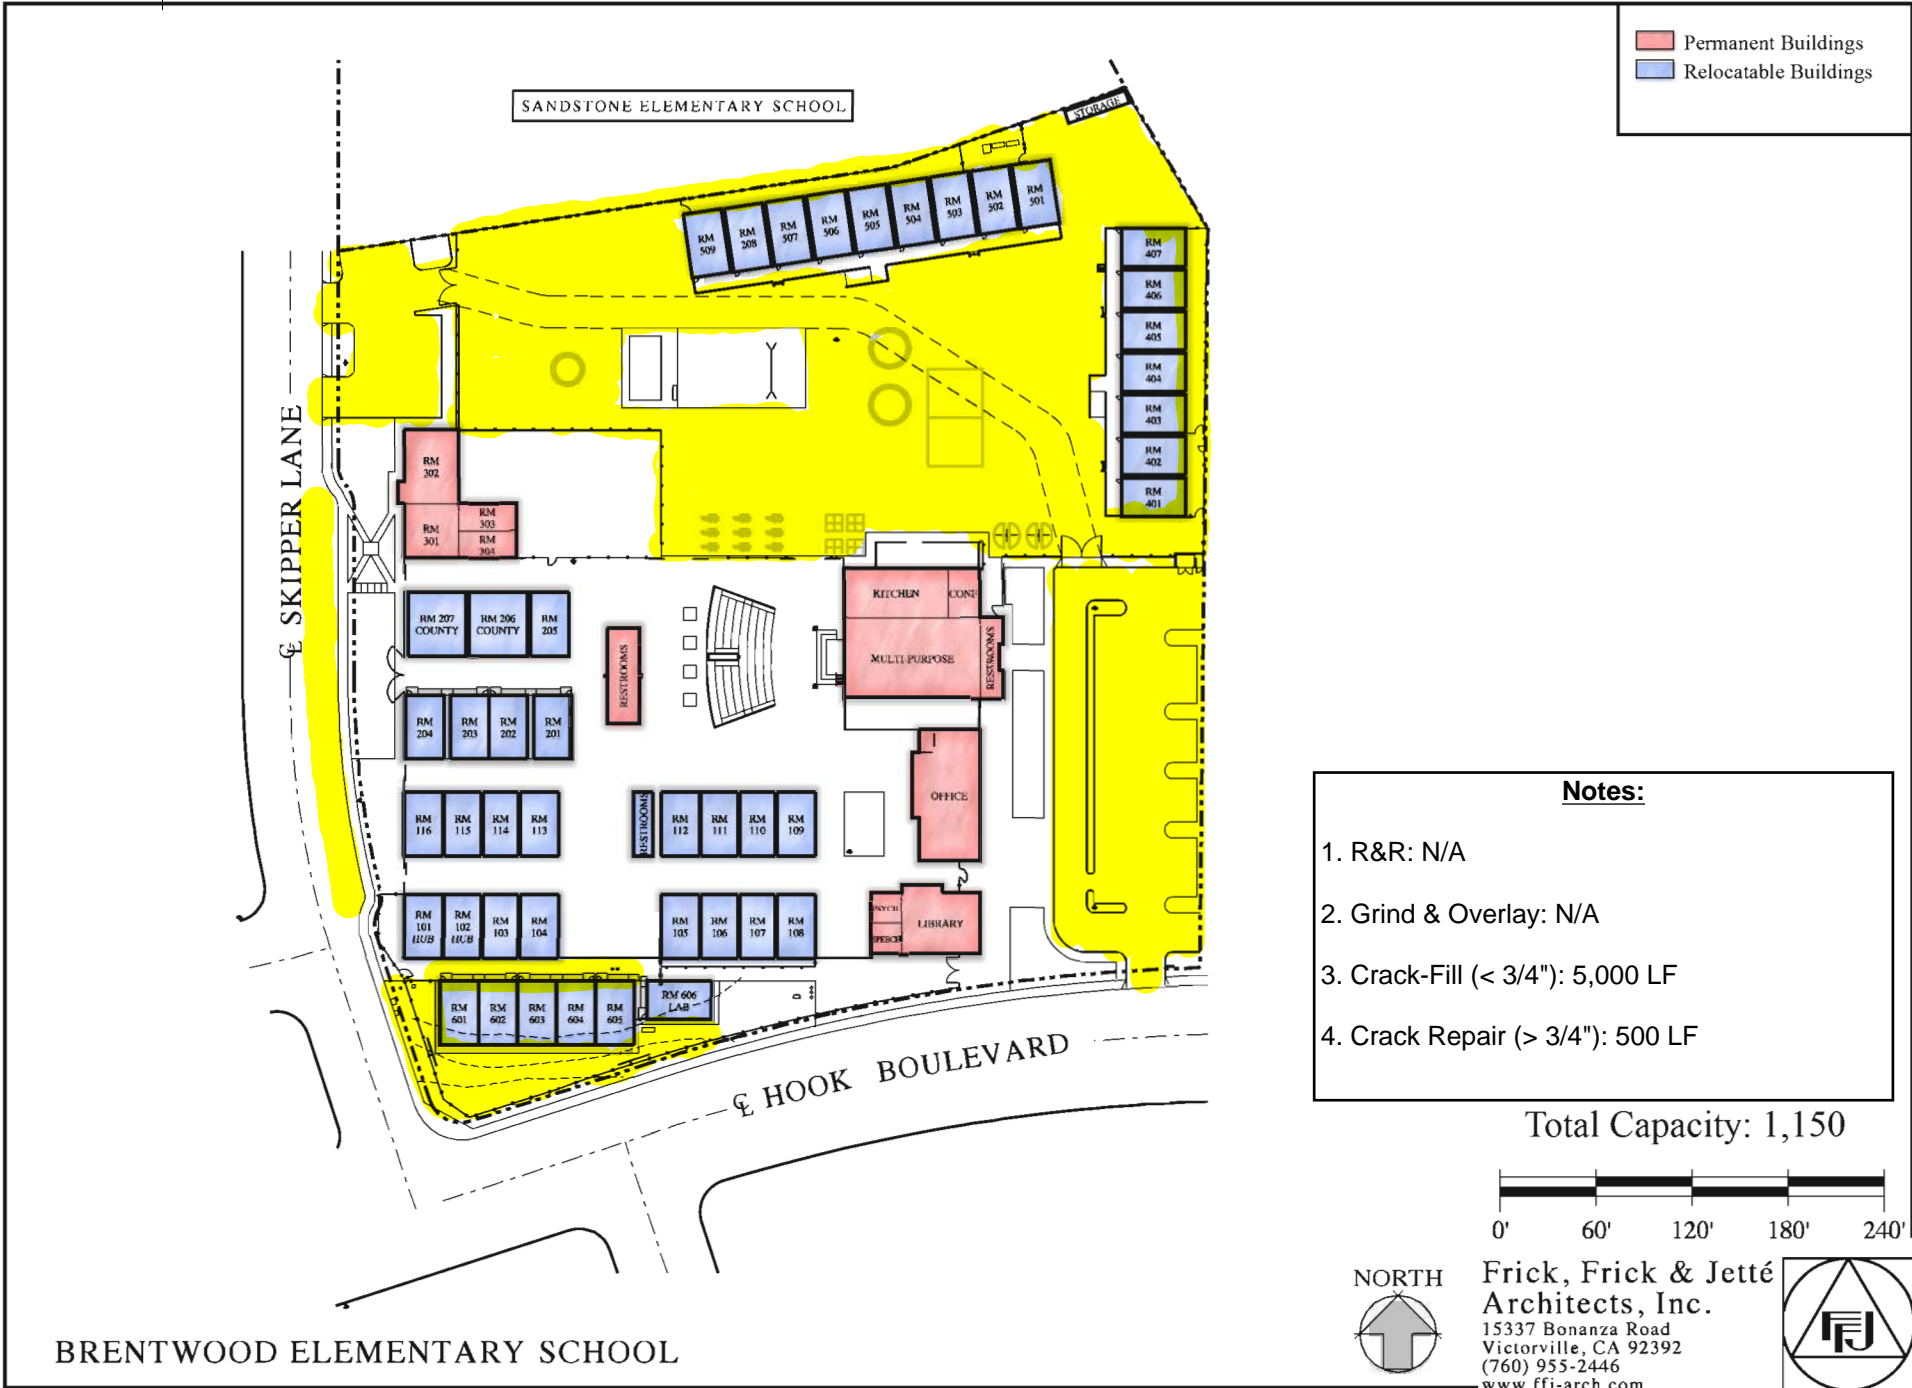 Permanent Buildings
Relocatable Buildings
SANDSTONE ELEMENTARY SCHOOL
STORAGE
RM 509
RM 208
RM 507
RM 506
RM 505
RM 504
RM 503
RM 502
RM 501
RM 407
RM 406
RM 405
RM 404
RM 403
RM 402
RM 401
RM 302
RM 301
RM 303
RM 304
℄ SKIPPER LANE
KITCHEN
CONF
MULTI-PURPOSE
RESTROOMS
RM 207
COUNTY
RM 206
COUNTY
RM 205
RESTROOMS
RM 204
RM 203
RM 202
RM 201
OFFICE
RM 116
RM 115
RM 114
RM 113
RESTROOMS
RM 112
RM 111
RM 110
RM 109
RM 101 HUB
RM 102 HUB
RM 103
RM 104
RM 105
RM 106
RM 107
RM 108
PSYCH
SPEECH
LIBRARY
RM 601
RM 602
RM 603
RM 604
RM 605
RM 606
LAB
℄ HOOK BOULEVARD
Notes:
1. R&R: N/A
2. Grind & Overlay: N/A
3. Crack-Fill (< 3/4"): 5,000 LF
4. Crack Repair (> 3/4"): 500 LF
Total Capacity: 1,150
0' 60' 120' 180' 240'
NORTH
Frick, Frick & Jetté
Architects, Inc.
15337 Bonanza Road
Victorville, CA 92392
(760) 955-2446
www.ffj-arch.com
FFJ
BRENTWOOD ELEMENTARY SCHOOL